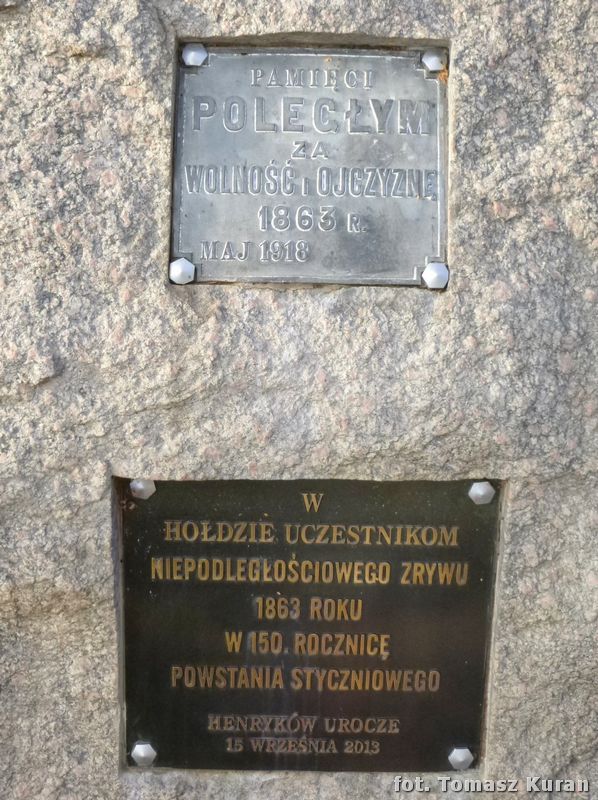 PAMIĘCI
POLEGŁYM
ZA
WOLNOŚĆ i OJCZYZNĘ
1863 R.
MAJ 1918
W
HOŁDZIE UCZESTNIKOM
NIEPODLEGŁOŚCIOWEGO ZRYWU
1863 ROKU
W 150. ROCZNICĘ
POWSTANIA STYCZNIOWEGO
HENRYKÓW UROCZE
15 WRZEŚNIA 2013
fot. Tomasz Kuran